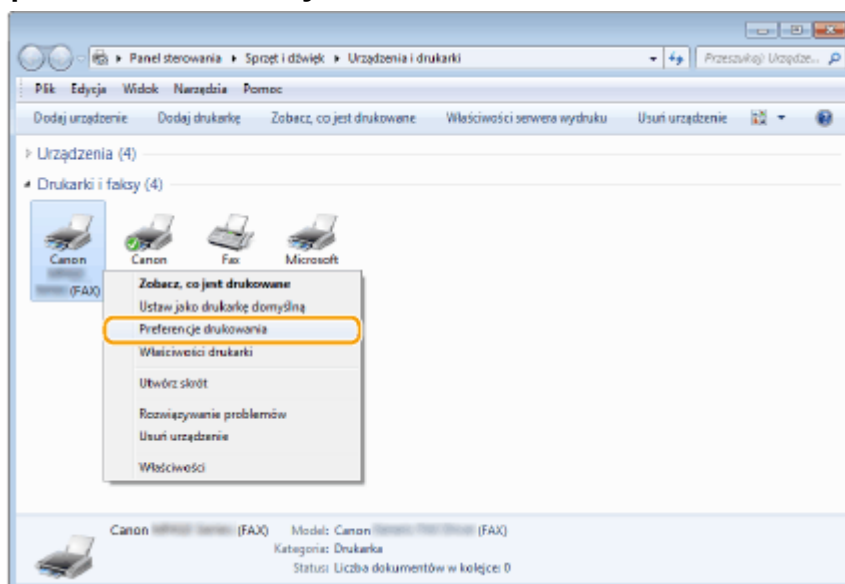 Panel sterowania ▸ Sprzęt i dźwięk ▸ Urządzenia i drukarki
Przeszukaj: Urządze...
Plik Edycja Widok Narzędzia Pomoc
Dodaj urządzenie Dodaj drukarkę Zobacz, co jest drukowane Właściwości serwera wydruku Usuń urządzenie
Urządzenia (4)
Drukarki i faksy (4)
Canon Canon Fax Microsoft
(FAX)
Zobacz, co jest drukowane
Ustaw jako drukarkę domyślną
Preferencje drukowania
Właściwości drukarki
Utwórz skrót
Rozwiązywanie problemów
Usuń urządzenie
Właściwości
Canon (FAX) Model: Canon (FAX)
Kategoria: Drukarka
Status: Liczba dokumentów w kolejce: 0